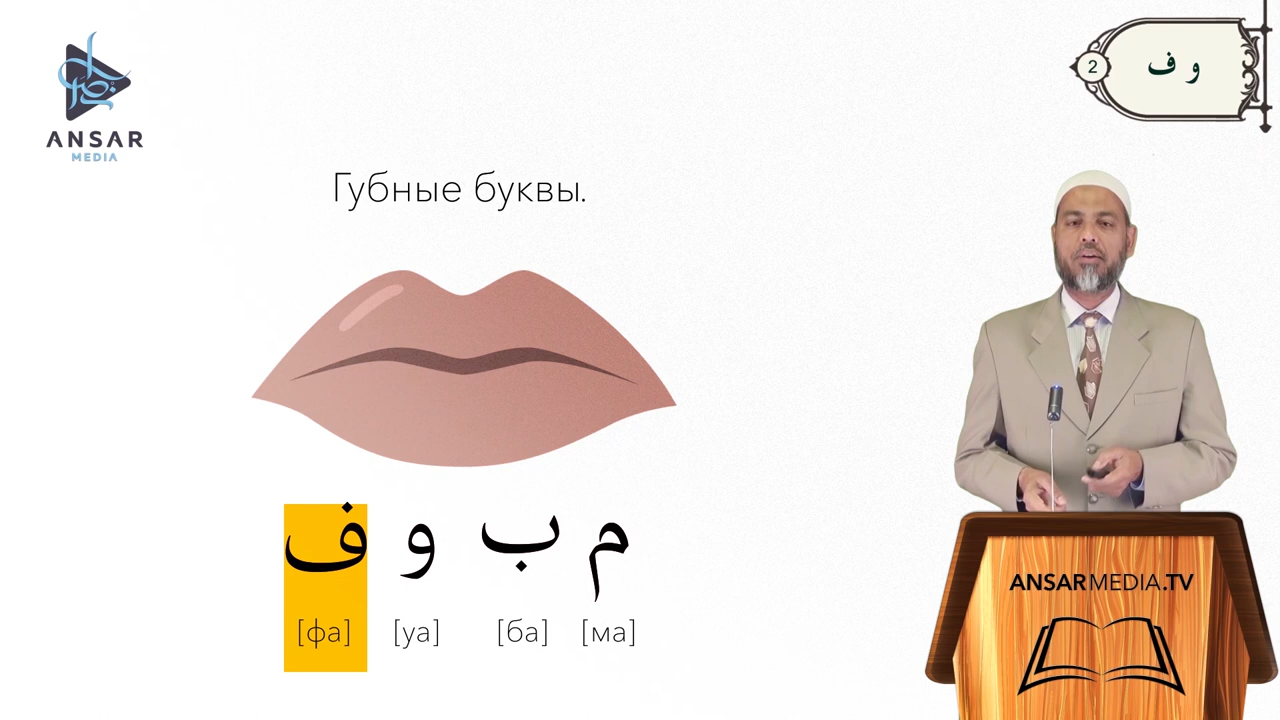 ANSAR
MEDIA
2
و ف
Губные буквы.
م ب و ف
[фа] [уа] [ба] [ма]
ANSARMEDIA.TV